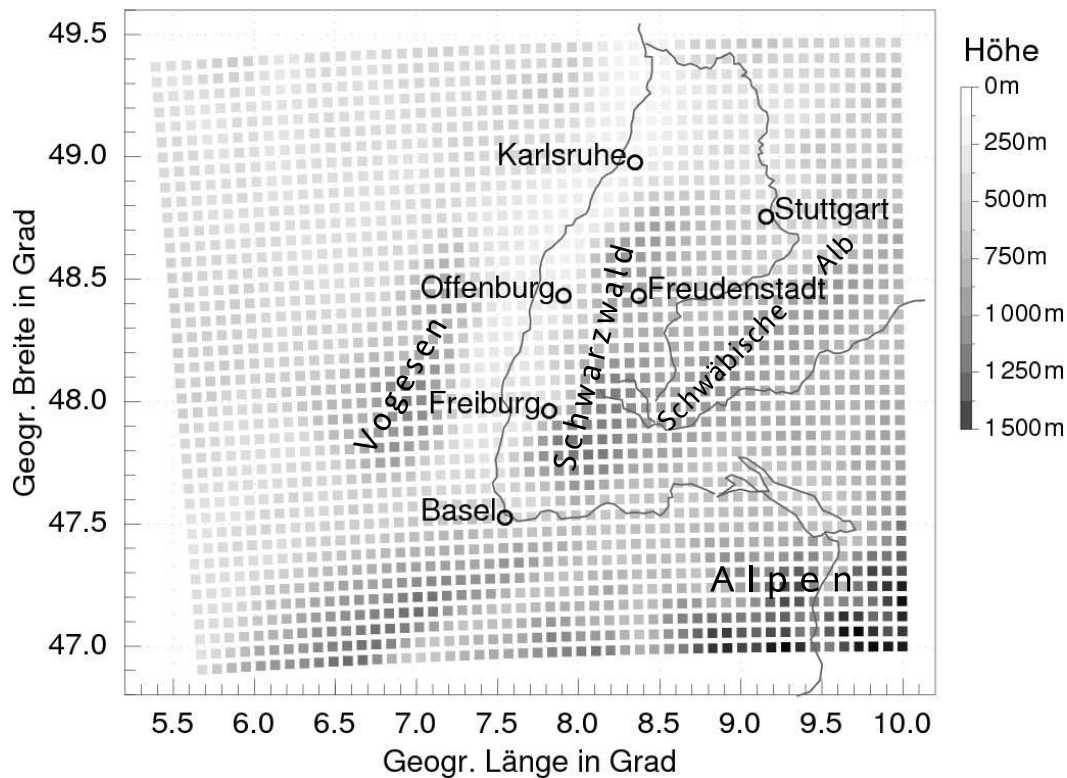 49.5
49.0
48.5
48.0
47.5
47.0
Geogr. Breite in Grad
5.5 6.0 6.5 7.0 7.5 8.0 8.5 9.0 9.5 10.0
Geogr. Länge in Grad
Karlsruhe
Stuttgart
Alb
Schwäbische
Offenburg
Freudenstadt
Schwarzwald
Vogesen
Freiburg
Basel
Alpen
Höhe
0m
250m
500m
750m
1000m
1250m
1500m